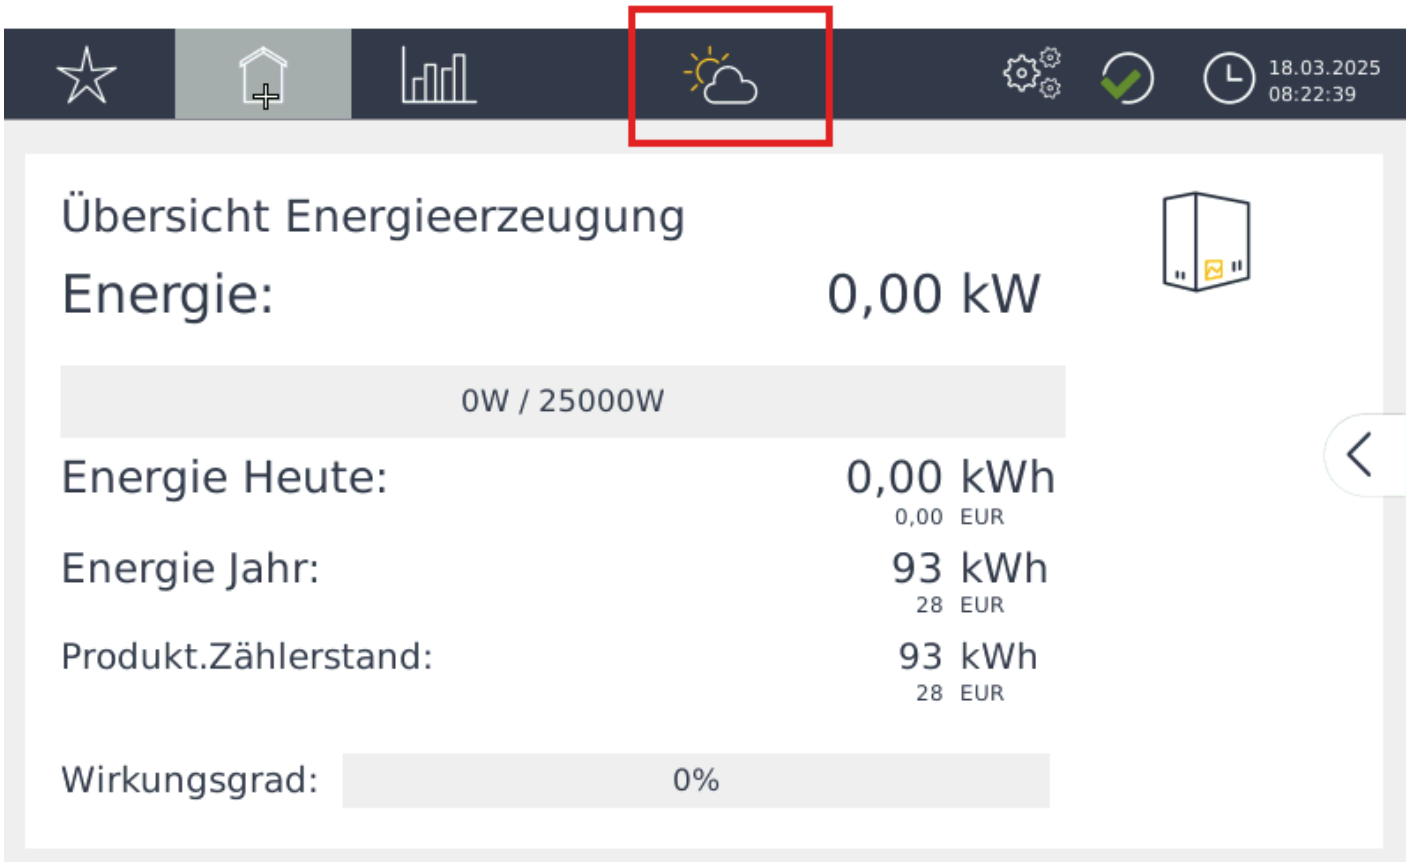 18.03.2025
08:22:39
Übersicht Energieerzeugung
Energie: 0,00 kW
0W / 25000W
Energie Heute: 0,00 kWh
0,00 EUR
Energie Jahr: 93 kWh
28 EUR
Produkt.Zählerstand: 93 kWh
28 EUR
Wirkungsgrad: 0%